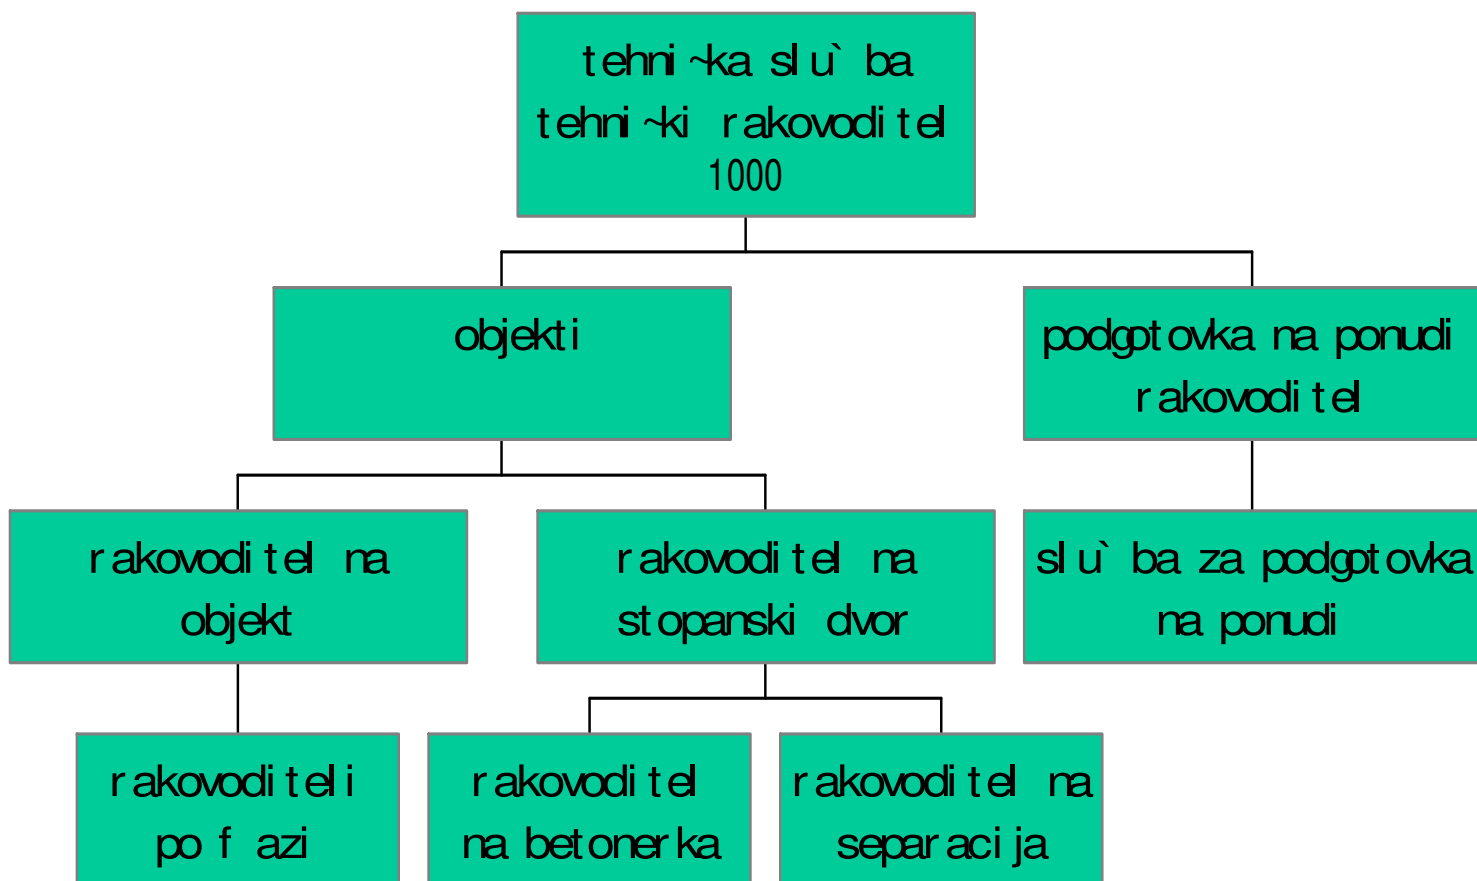 tehni~ka slu`ba
tehni~ki rakovoditel
1000
objekti
podgotovka na ponudi
rakovoditel
rakovoditel na
objekt
rakovoditel na
stopanski dvor
slu`ba za podgotovka
na ponudi
rakovoditeli
po fazi
rakovoditel
na betonerka
rakovoditel na
separacija